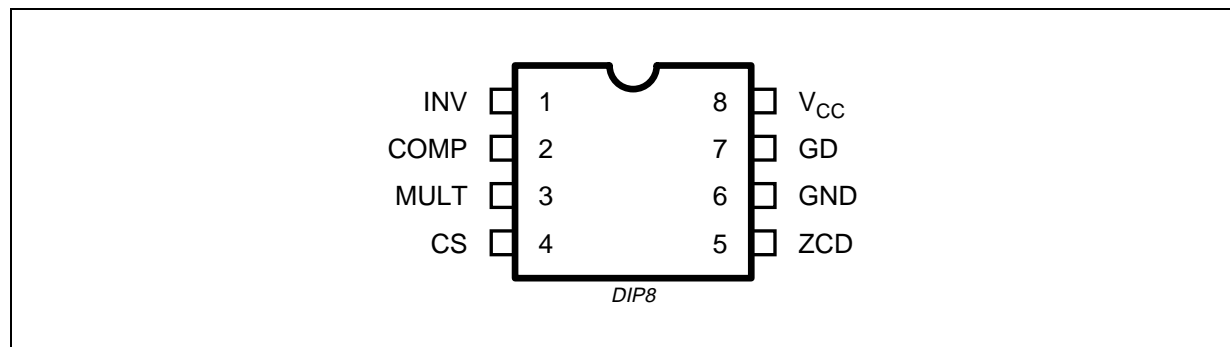 INV 1 8 VCC
COMP 2 7 GD
MULT 3 6 GND
CS 4 5 ZCD
DIP8